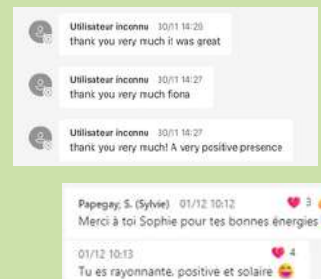 Utilisateur inconnu 30/11 14:26
thank you very much it was great
Utilisateur inconnu 30/11 14:27
thank you very much fiona
Utilisateur inconnu 30/11 14:27
thank you very much! A very positive presence
Papegay, S. (Sylvie) 01/12 10:12 3
Merci à toi Sophie pour tes bonnes énergies
01/12 10:13 4
Tu es rayonnante, positive et solaire